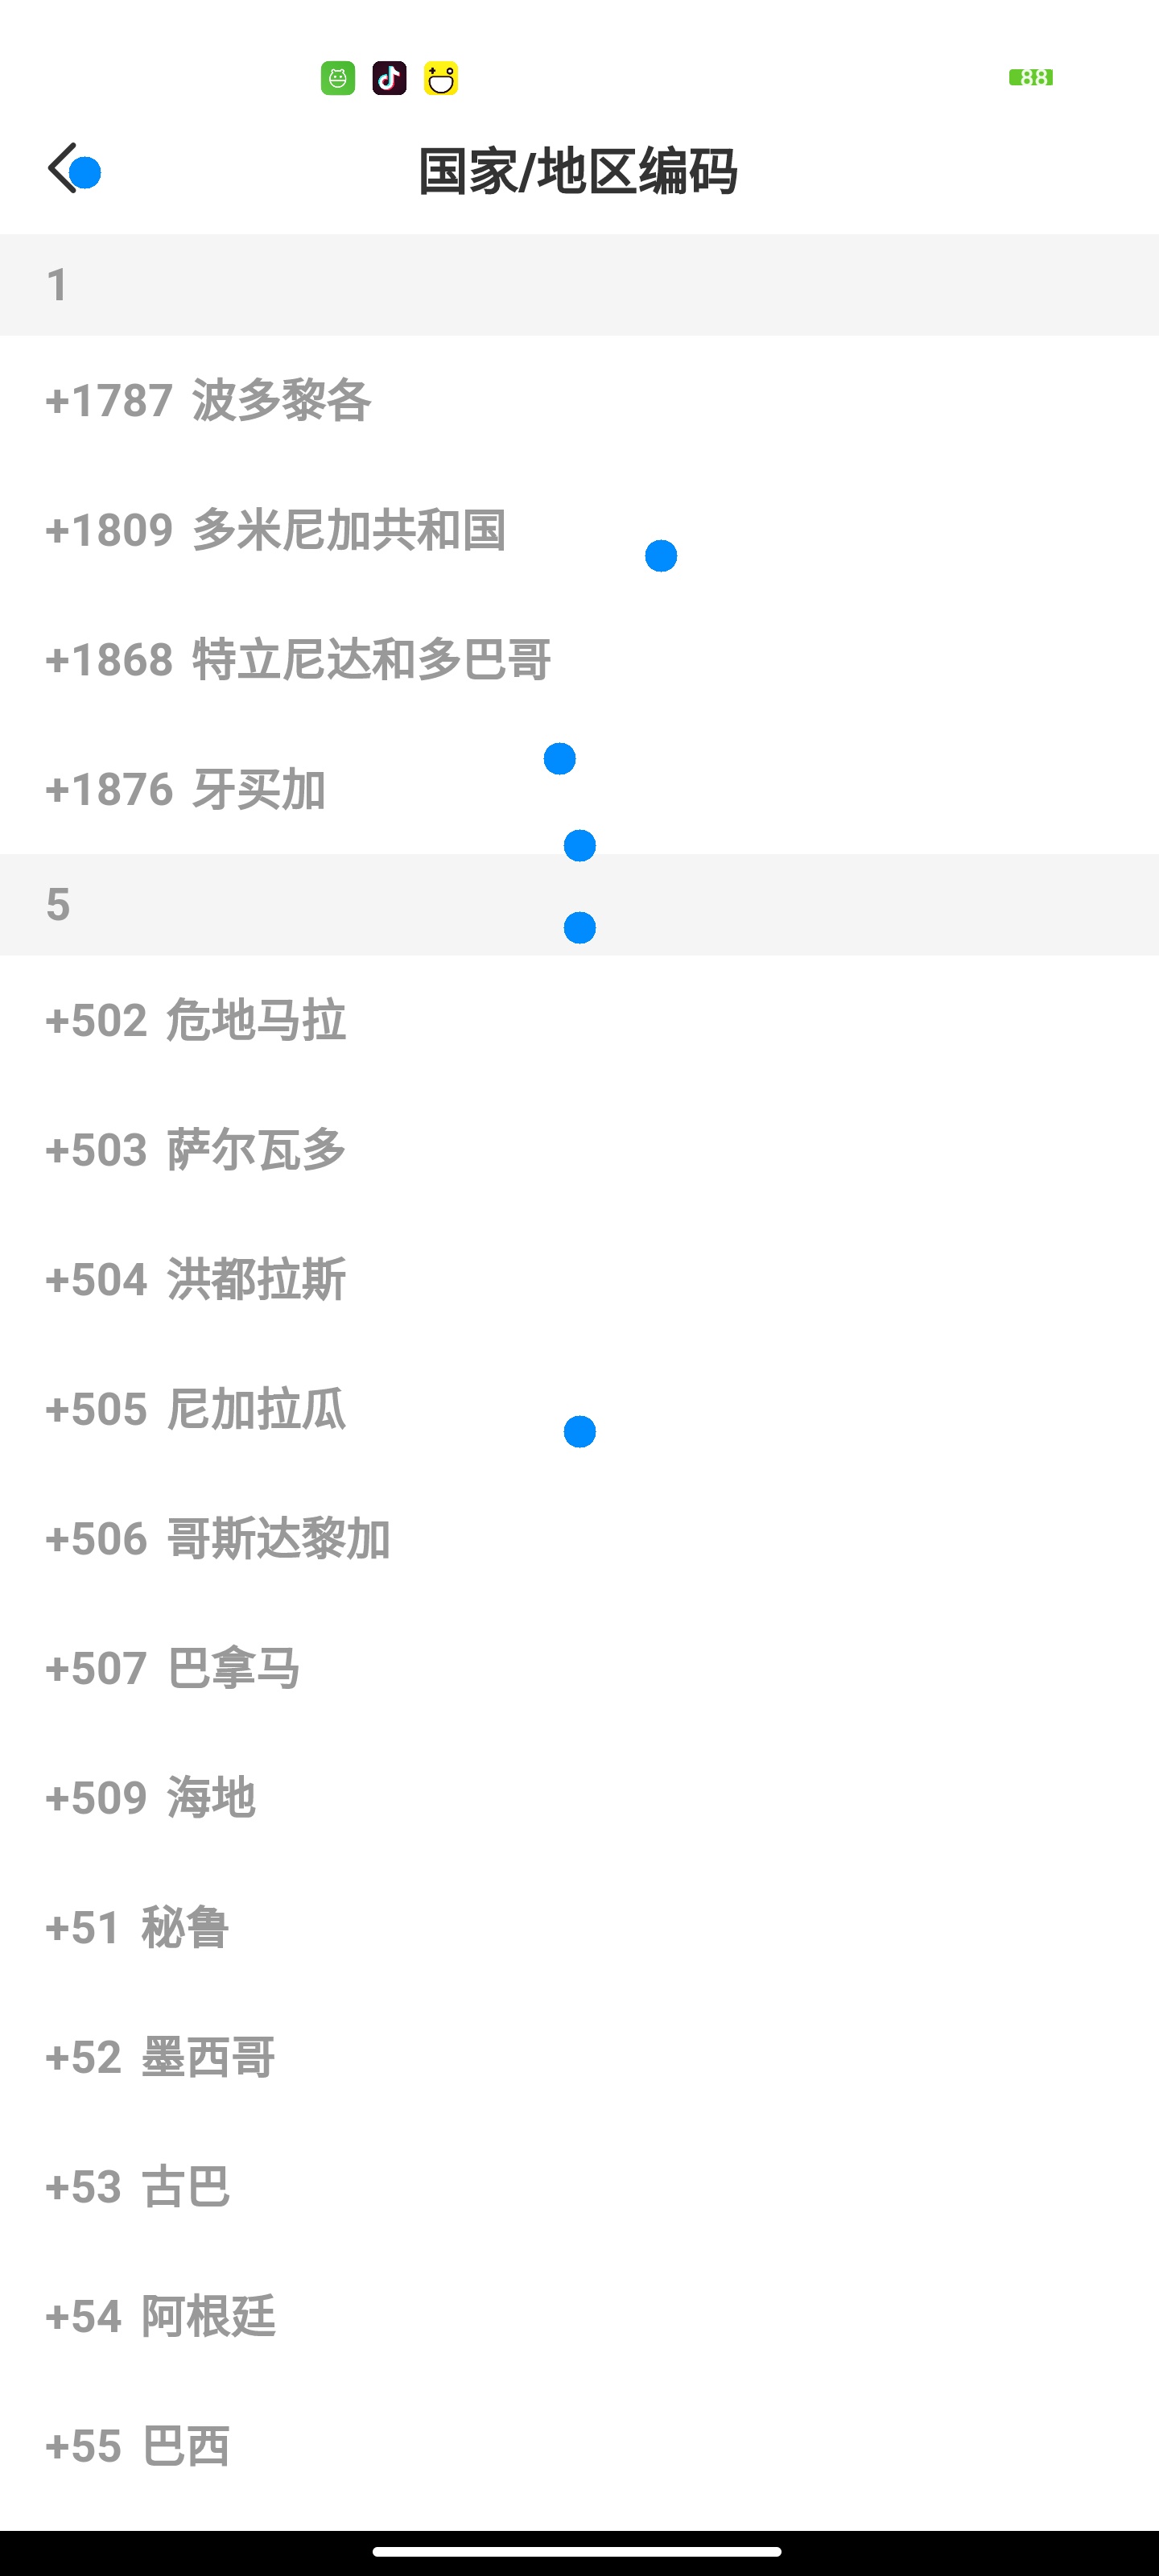 88
国家/地区编码
1
+1787 波多黎各
+1809 多米尼加共和国
+1868 特立尼达和多巴哥
+1876 牙买加
5
+502 危地马拉
+503 萨尔瓦多
+504 洪都拉斯
+505 尼加拉瓜
+506 哥斯达黎加
+507 巴拿马
+509 海地
+51 秘鲁
+52 墨西哥
+53 古巴
+54 阿根廷
+55 巴西